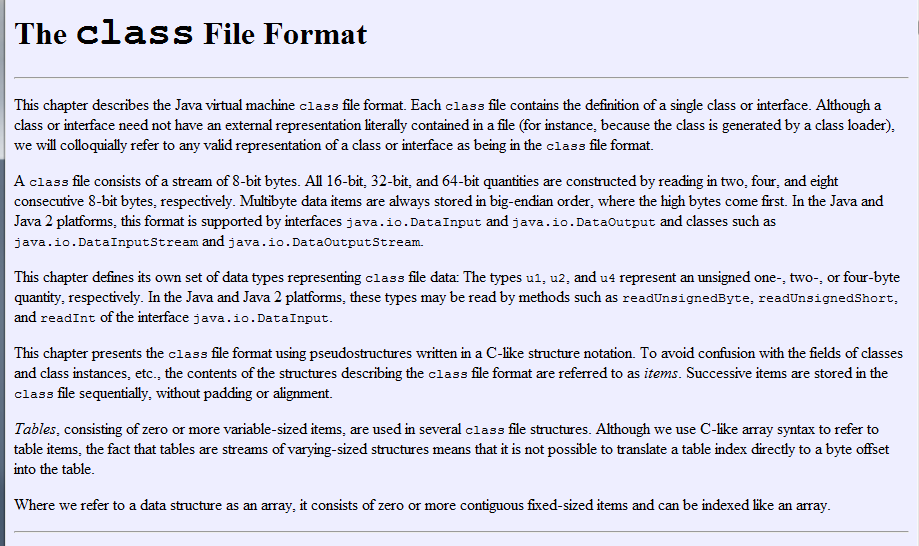 The class File Format
This chapter describes the Java virtual machine class file format. Each class file contains the definition of a single class or interface. Although a
class or interface need not have an external representation literally contained in a file (for instance, because the class is generated by a class loader),
we will colloquially refer to any valid representation of a class or interface as being in the class file format.
A class file consists of a stream of 8-bit bytes. All 16-bit, 32-bit, and 64-bit quantities are constructed by reading in two, four, and eight
consecutive 8-bit bytes, respectively. Multibyte data items are always stored in big-endian order, where the high bytes come first. In the Java and
Java 2 platforms, this format is supported by interfaces java.io.DataInput and java.io.DataOutput and classes such as
java.io.DataInputStream and java.io.DataOutputStream.
This chapter defines its own set of data types representing class file data: The types u1, u2, and u4 represent an unsigned one-, two-, or four-byte
quantity, respectively. In the Java and Java 2 platforms, these types may be read by methods such as readUnsignedByte, readUnsignedShort,
and readInt of the interface java.io.DataInput.
This chapter presents the class file format using pseudostructures written in a C-like structure notation. To avoid confusion with the fields of classes
and class instances, etc., the contents of the structures describing the class file format are referred to as items. Successive items are stored in the
class file sequentially, without padding or alignment.
Tables, consisting of zero or more variable-sized items, are used in several class file structures. Although we use C-like array syntax to refer to
table items, the fact that tables are streams of varying-sized structures means that it is not possible to translate a table index directly to a byte offset
into the table.
Where we refer to a data structure as an array, it consists of zero or more contiguous fixed-sized items and can be indexed like an array.